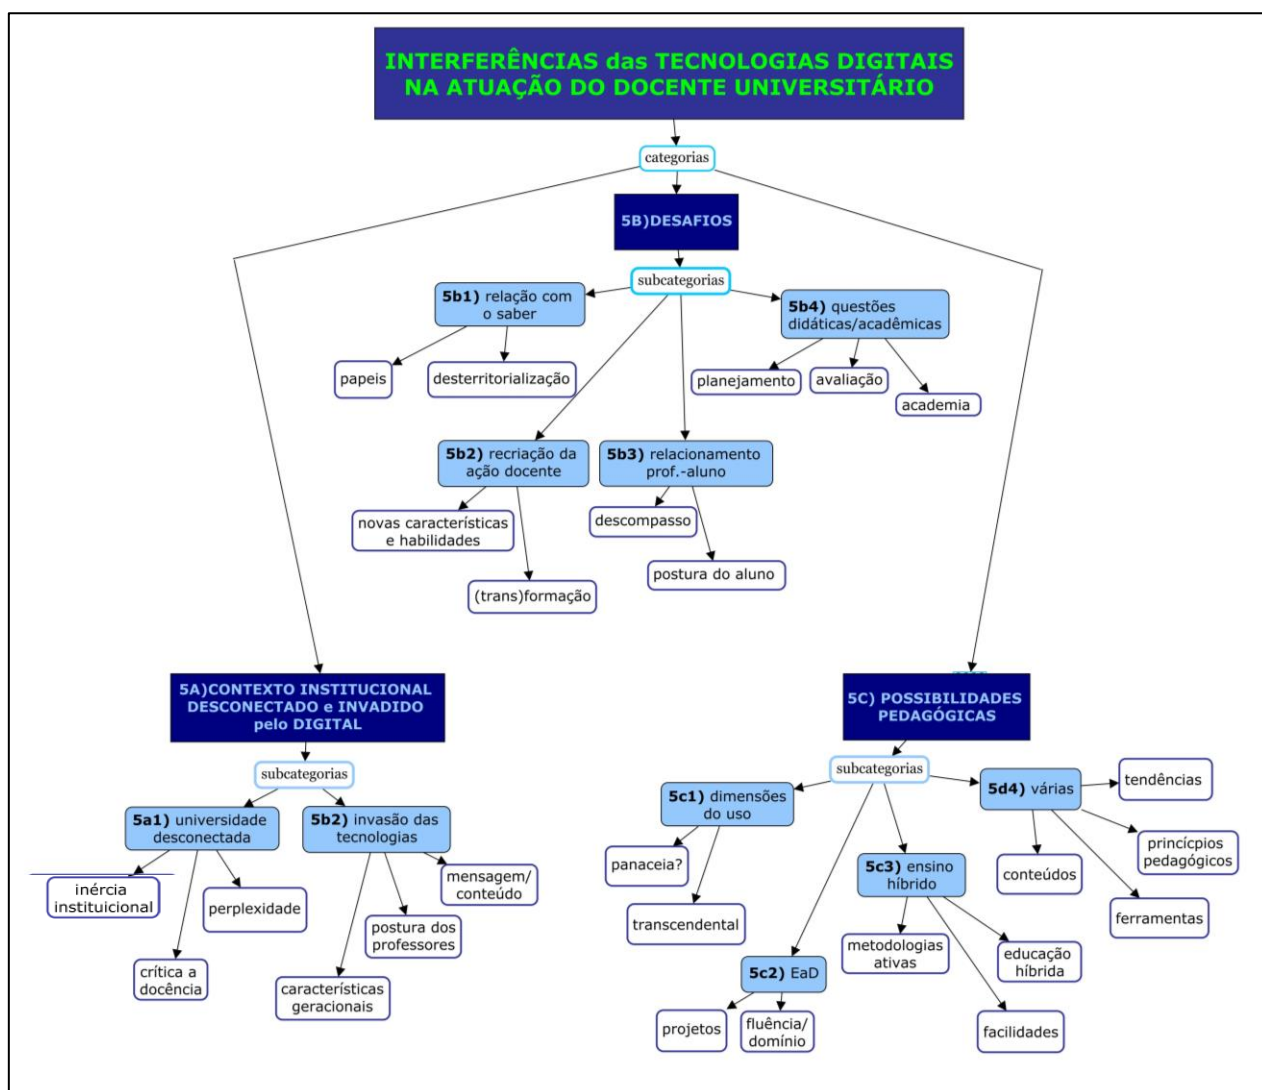 INTERFERÊNCIAS das TECNOLOGIAS DIGITAIS
NA ATUAÇÃO DO DOCENTE UNIVERSITÁRIO
categorias
5B)DESAFIOS
subcategorias
5b1) relação com
o saber
5b4) questões
didáticas/acadêmicas
papeis
desterritorialização
planejamento
avaliação
academia
5b2) recriação da
ação docente
5b3) relacionamento
prof.-aluno
novas características
e habilidades
descompasso
(trans)formação
postura do aluno
5A)CONTEXTO INSTITUCIONAL
DESCONECTADO e INVADIDO
pelo DIGITAL
subcategorias
5a1) universidade
desconectada
5b2) invasão das
tecnologias
inércia
instituicional
perplexidade
mensagem/
conteúdo
postura dos
professores
crítica a
docência
características
geracionais
5C) POSSIBILIDADES
PEDAGÓGICAS
subcategorias
5c1) dimensões
do uso
5d4) várias
tendências
panaceia?
transcendental
5c3) ensino
híbrido
conteúdos
princícpios
pedagógicos
ferramentas
metodologias
ativas
educação
híbrida
5c2) EaD
projetos
fluência/
domínio
facilidades